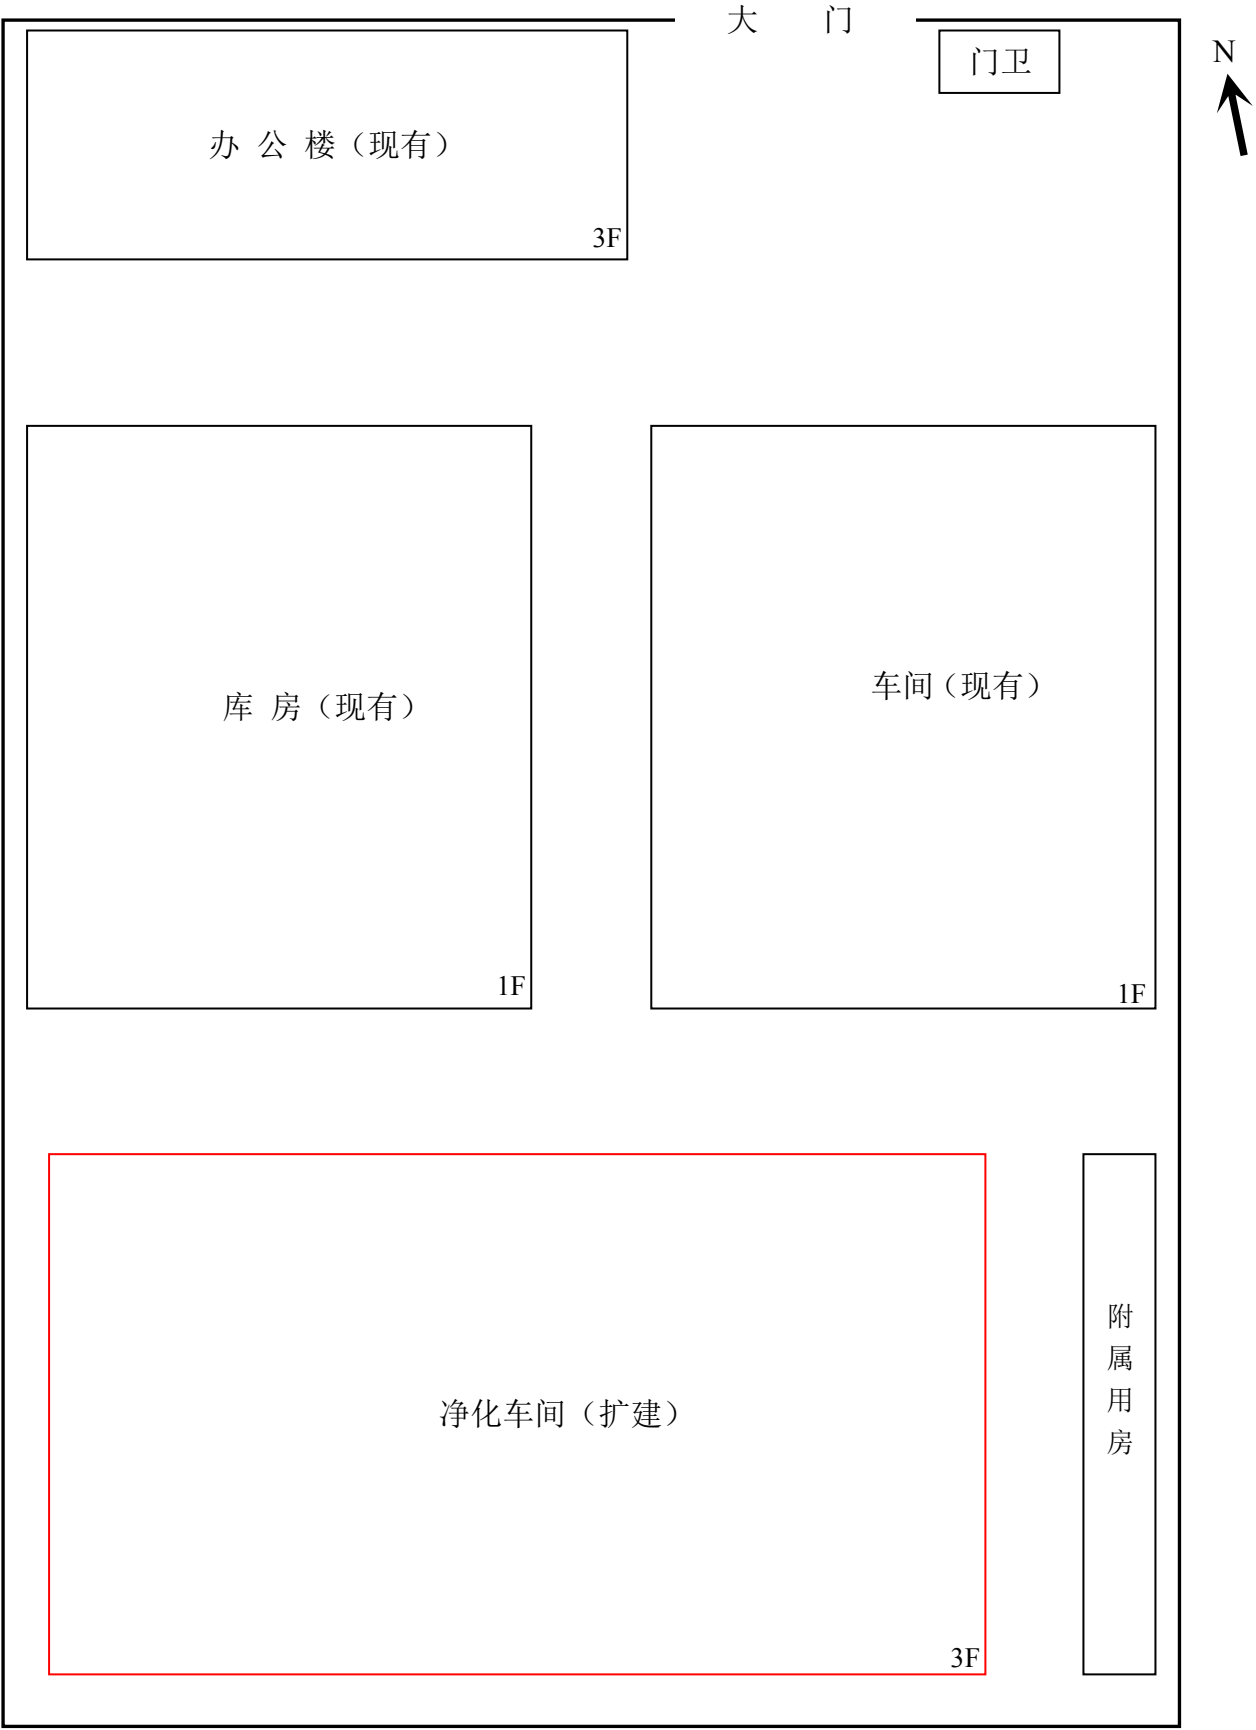 大 门
门卫
N
办 公 楼（现有）
3F
库 房（现有）
1F
车间（现有）
1F
净化车间（扩建）
3F
附
属
用
房